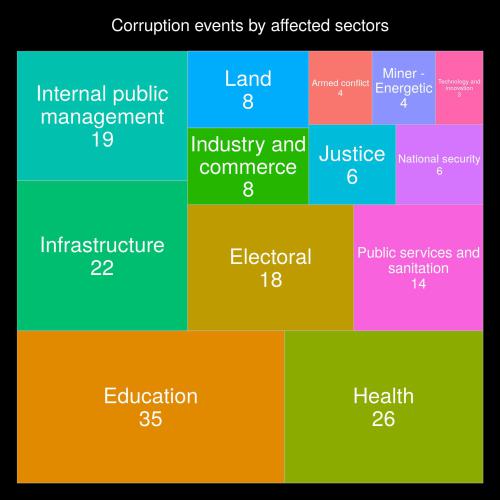 Corruption events by affected sectors
Internal public
management
19
Land
8
Armed conflict
4
Miner -
Energetic
4
Technology and
innovation
3
Industry and
commerce
8
Justice
6
National security
6
Infrastructure
22
Electoral
18
Public services and
sanitation
14
Education
35
Health
26